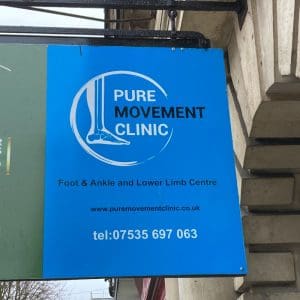 PURE
MOVEMENT
CLINIC
Foot & Ankle and Lower Limb Centre
www.puremovementclinic.co.uk
tel:07535 697 063